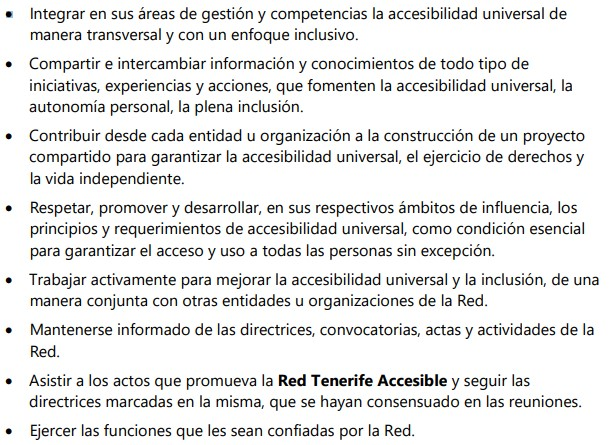 • Integrar en sus áreas de gestión y competencias la accesibilidad universal de
manera transversal y con un enfoque inclusivo.
• Compartir e intercambiar información y conocimientos de todo tipo de
iniciativas, experiencias y acciones, que fomenten la accesibilidad universal, la
autonomía personal, la plena inclusión.
• Contribuir desde cada entidad u organización a la construcción de un proyecto
compartido para garantizar la accesibilidad universal, el ejercicio de derechos y
la vida independiente.
• Respetar, promover y desarrollar, en sus respectivos ámbitos de influencia, los
principios y requerimientos de accesibilidad universal, como condición esencial
para garantizar el acceso y uso a todas las personas sin excepción.
• Trabajar activamente para mejorar la accesibilidad universal y la inclusión, de una
manera conjunta con otras entidades u organizaciones de la Red.
• Mantenerse informado de las directrices, convocatorias, actas y actividades de la
Red.
• Asistir a los actos que promueva la Red Tenerife Accesible y seguir las
directrices marcadas en la misma, que se hayan consensuado en las reuniones.
• Ejercer las funciones que les sean confiadas por la Red.